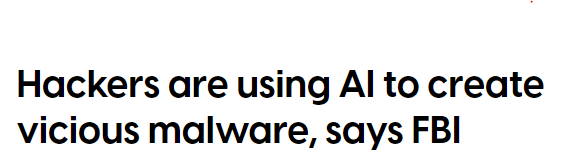 Hackers are using AI to create
vicious malware, says FBI